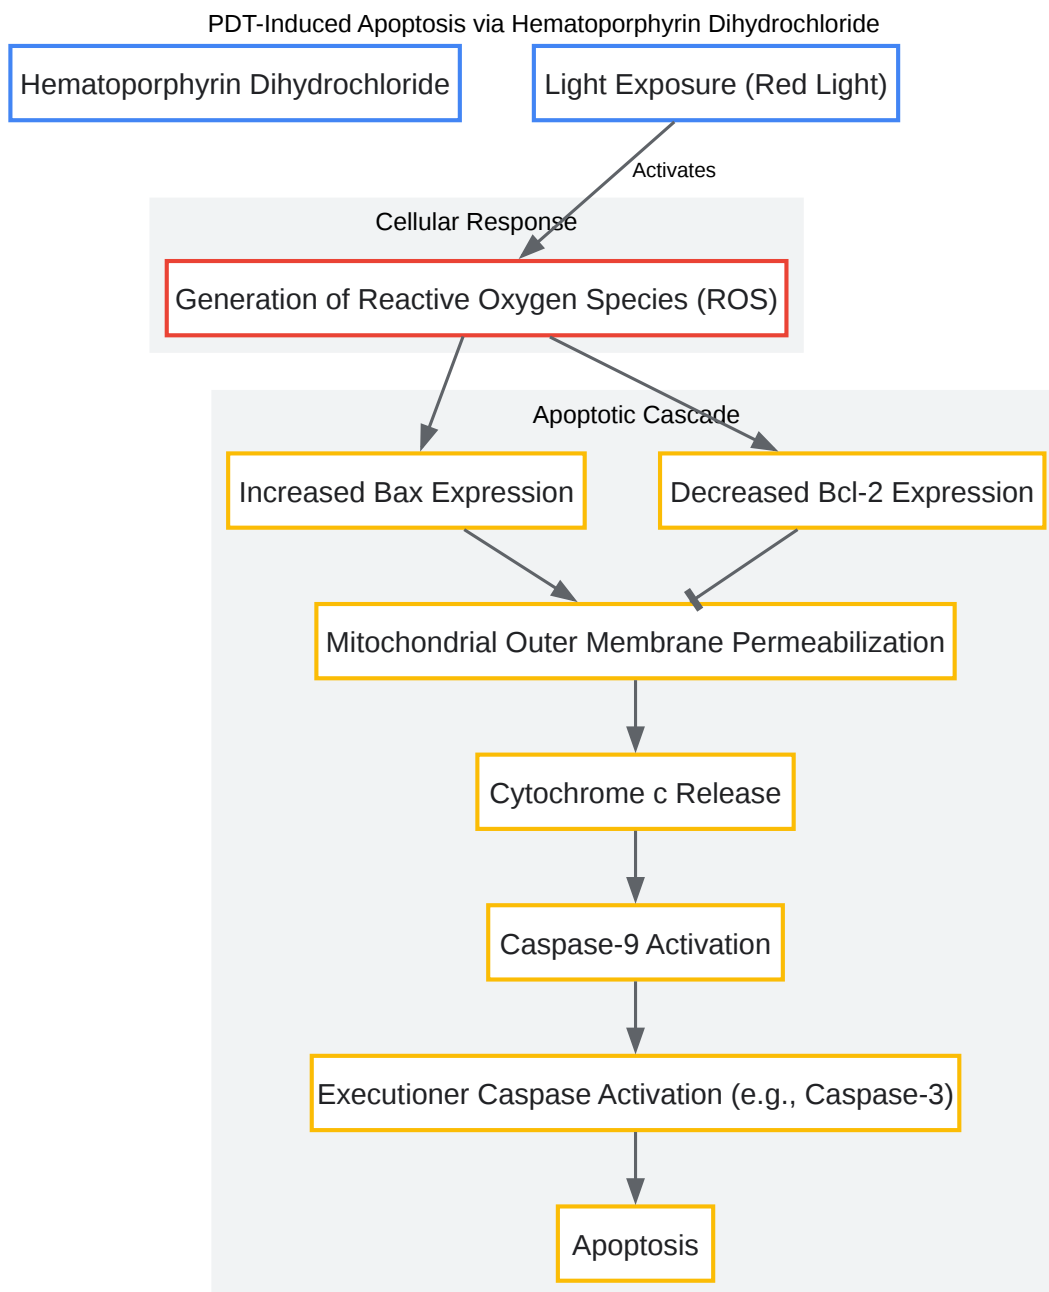 PDT-Induced Apoptosis via Hematoporphyrin Dihydrochloride
Hematoporphyrin Dihydrochloride
Light Exposure (Red Light)
Activates
Cellular Response
Generation of Reactive Oxygen Species (ROS)
Apoptotic Cascade
Increased Bax Expression
Decreased Bcl-2 Expression
Mitochondrial Outer Membrane Permeabilization
Cytochrome c Release
Caspase-9 Activation
Executioner Caspase Activation (e.g., Caspase-3)
Apoptosis